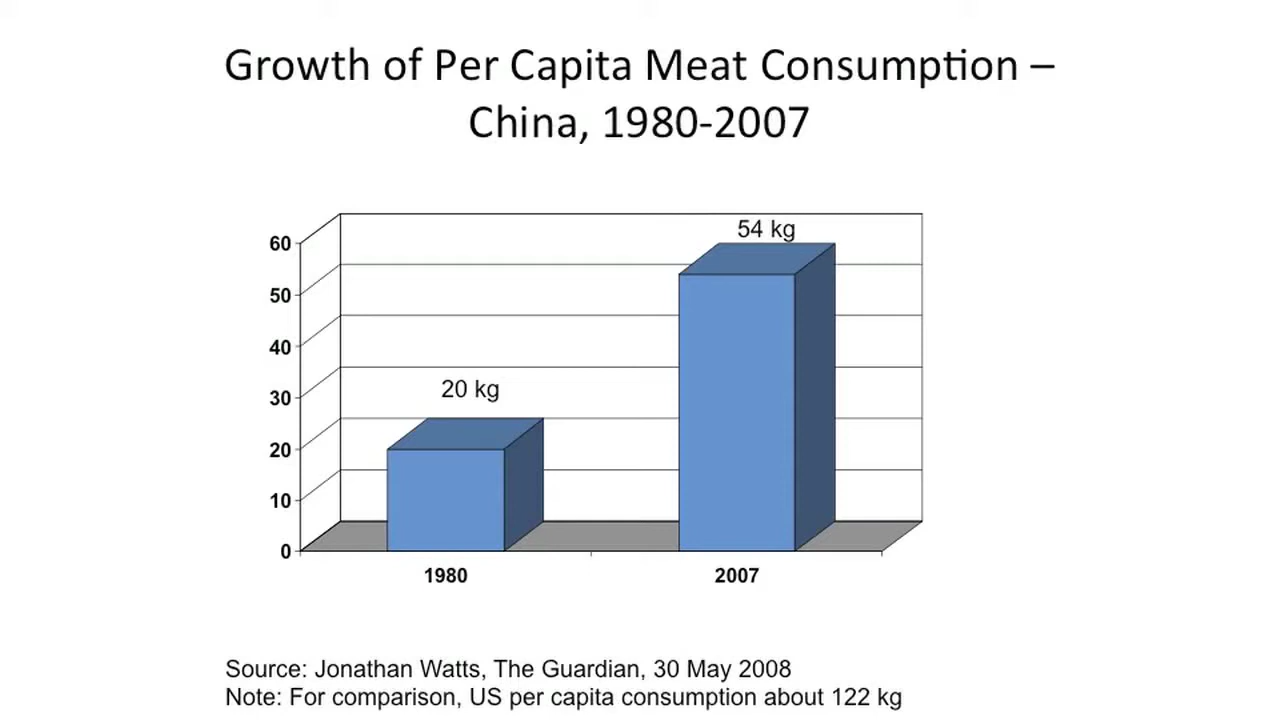 Growth of Per Capita Meat Consumption –
China, 1980-2007
54 kg
60
50
40
20 kg
30
20
10
0
1980
2007
Source: Jonathan Watts, The Guardian, 30 May 2008
Note: For comparison, US per capita consumption about 122 kg